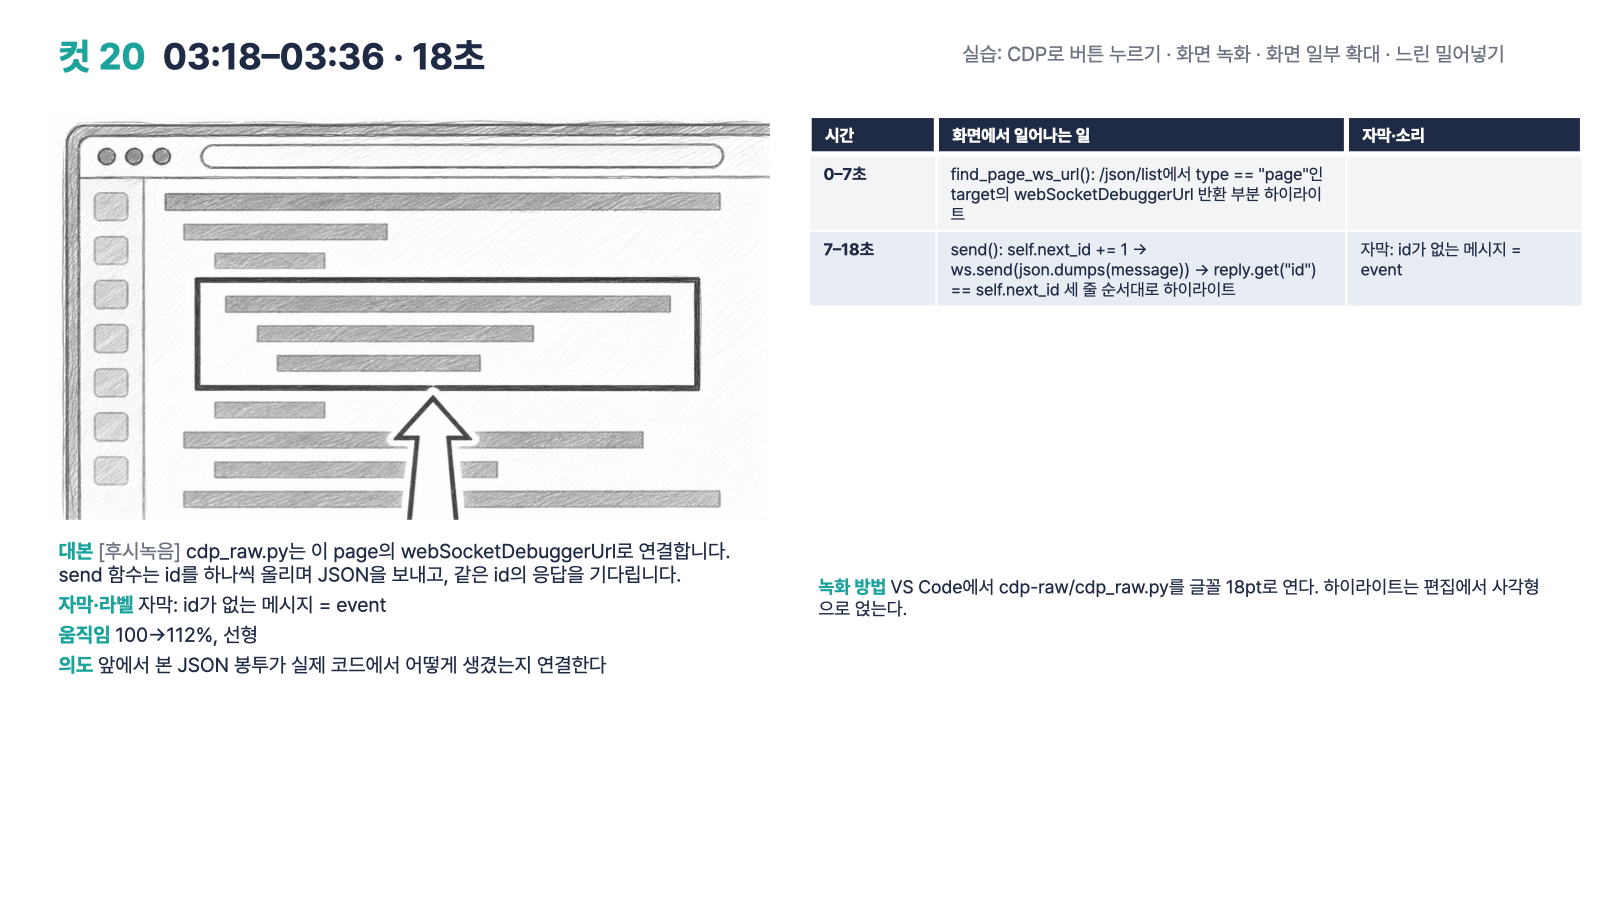 컷 20 03:18–03:36 · 18초
실습: CDP로 버튼 누르기 · 화면 녹화 · 화면 일부 확대 · 느린 밀어넣기
시간 화면에서 일어나는 일 자막·소리
0–7초 find_page_ws_url(): /json/list에서 type == "page"인
target의 webSocketDebuggerUrl 반환 부분 하이라이
트
7–18초 send(): self.next_id += 1 → 자막: id가 없는 메시지 =
ws.send(json.dumps(message)) → reply.get("id") event
== self.next_id 세 줄 순서대로 하이라이트
대본 [후시녹음] cdp_raw.py는 이 page의 webSocketDebuggerUrl로 연결합니다.
send 함수는 id를 하나씩 올리며 JSON을 보내고, 같은 id의 응답을 기다립니다.
자막·라벨 자막: id가 없는 메시지 = event
움직임 100→112%, 선형
의도 앞에서 본 JSON 봉투가 실제 코드에서 어떻게 생겼는지 연결한다
녹화 방법 VS Code에서 cdp-raw/cdp_raw.py를 글꼴 18pt로 연다. 하이라이트는 편집에서 사각형
으로 얹는다.